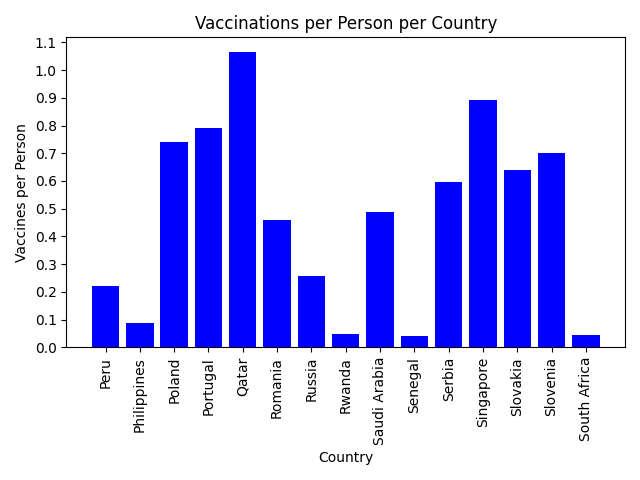 Vaccinations per Person per Country
Vaccines per Person
1.1
1.0
0.9
0.8
0.7
0.6
0.5
0.4
0.3
0.2
0.1
0.0
Peru
Philippines
Poland
Portugal
Qatar
Romania
Russia
Rwanda
Saudi Arabia
Senegal
Serbia
Singapore
Slovakia
Slovenia
South Africa
Country